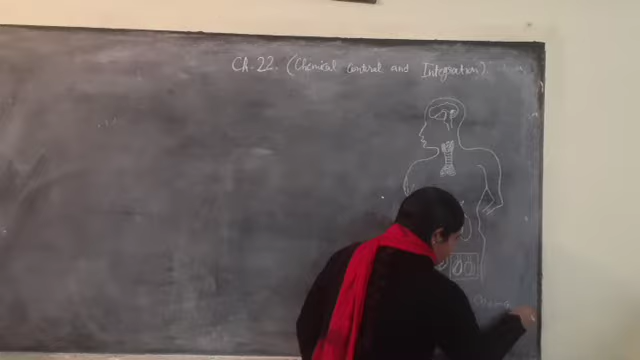 Ch. 22. (Chemical control and Integration).